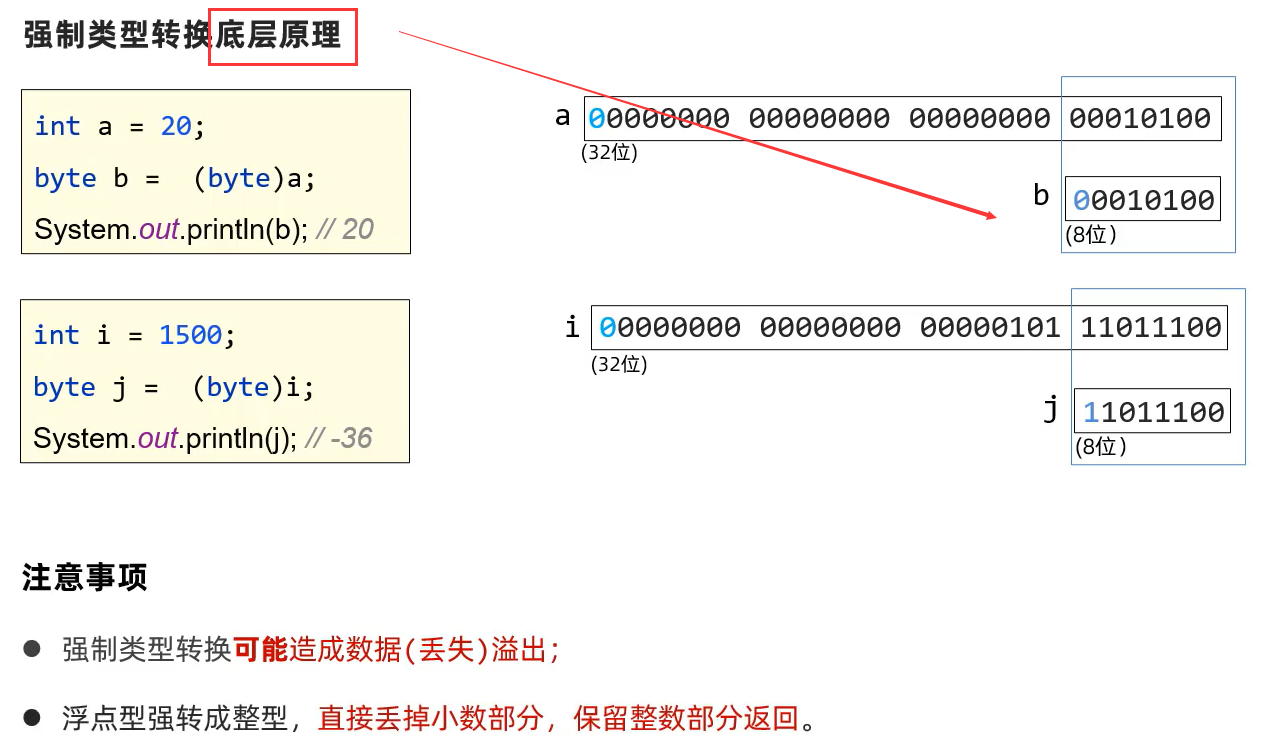 强制类型转换底层原理
int a = 20;
byte b = (byte)a;
System.out.println(b); // 20
a 00000000 00000000 00000000 00010100
(32位)
b 00010100
(8位)
int i = 1500;
byte j = (byte)i;
System.out.println(j); // -36
i 00000000 00000000 00000101 11011100
(32位)
j 11011100
(8位)
注意事项
● 强制类型转换可能造成数据(丢失)溢出;
● 浮点型强转成整型，直接丢掉小数部分，保留整数部分返回。